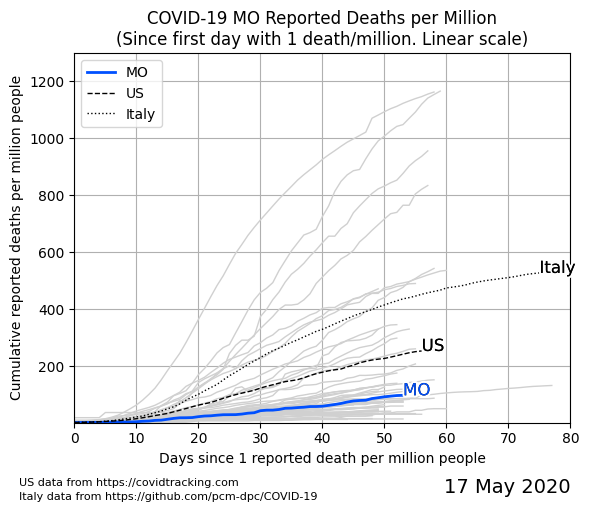 COVID-19 MO Reported Deaths per Million
(Since first day with 1 death/million. Linear scale)
Cumulative reported deaths per million people
1200
1000
800
600
400
200
MO
US
Italy
Italy
US
MO
0
10
20
30
40
50
60
70
80
Days since 1 reported death per million people
US data from https://covidtracking.com
Italy data from https://github.com/pcm-dpc/COVID-19
17 May 2020